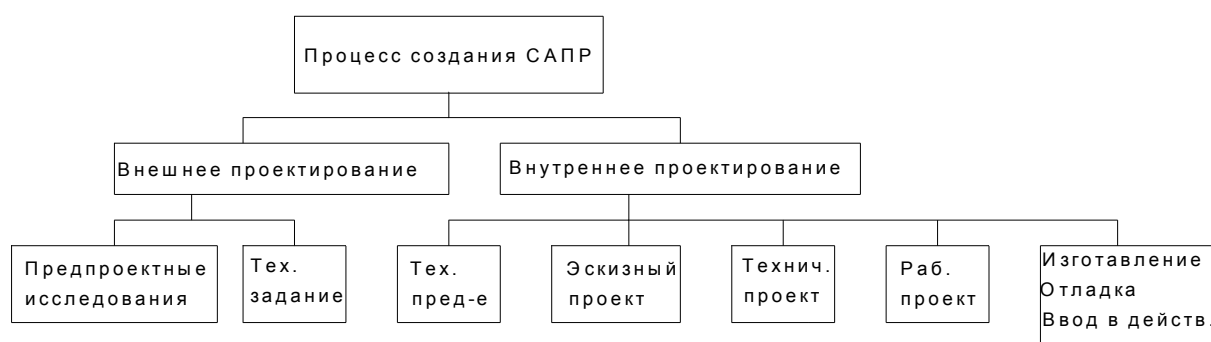 Процесс создания САПР
Внешнее проектирование
Внутреннее проектирование
Предпроектные
исследования
Тех.
задание
Тех.
пред-е
Эскизный
проект
Технич.
проект
Раб.
проект
Изготавление
Отладка
Ввод в действ.